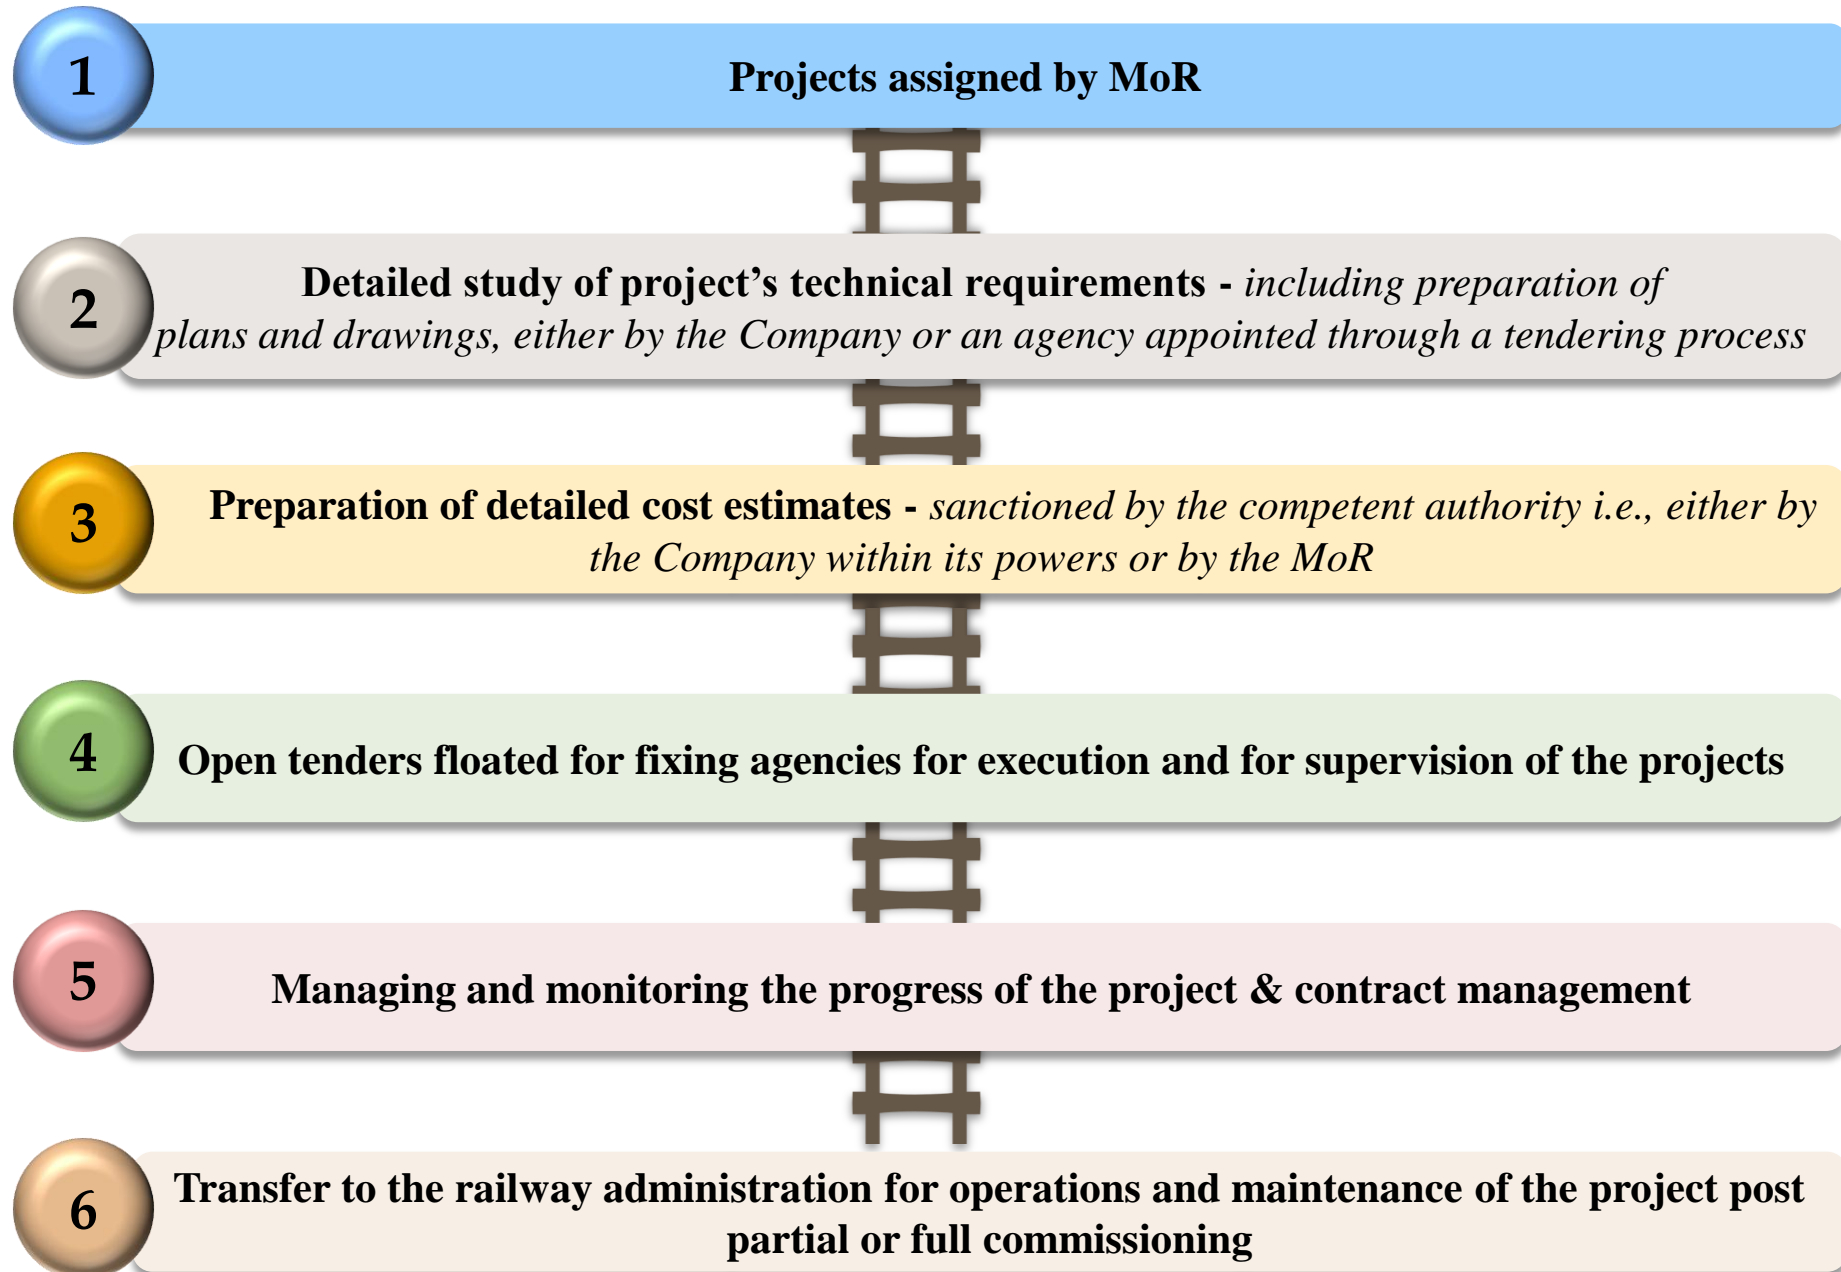 1
Projects assigned by MoR
2
Detailed study of project’s technical requirements - including preparation of
plans and drawings, either by the Company or an agency appointed through a tendering process
3
Preparation of detailed cost estimates - sanctioned by the competent authority i.e., either by
the Company within its powers or by the MoR
4
Open tenders floated for fixing agencies for execution and for supervision of the projects
5
Managing and monitoring the progress of the project & contract management
6
Transfer to the railway administration for operations and maintenance of the project post
partial or full commissioning